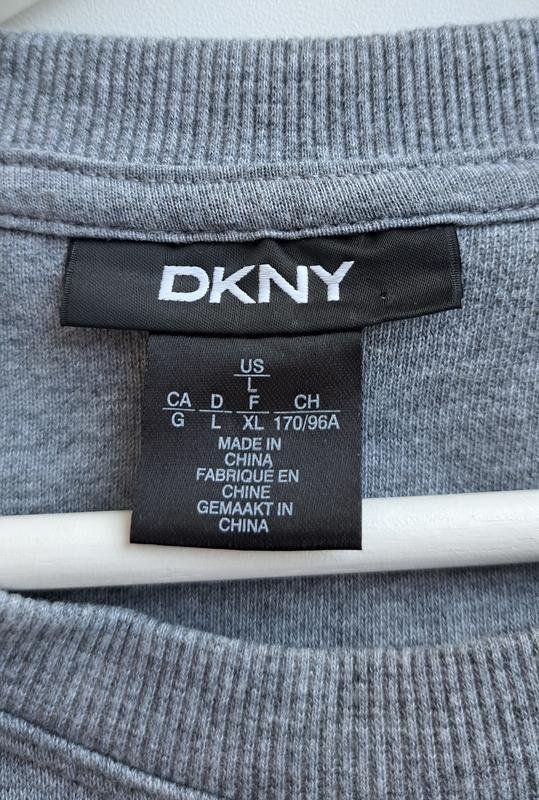 DKNY
US
L
CA D F CH
G L XL 170/96A
MADE IN
CHINA
FABRIQUÉ EN
CHINE
GEMAAKT IN
CHINA